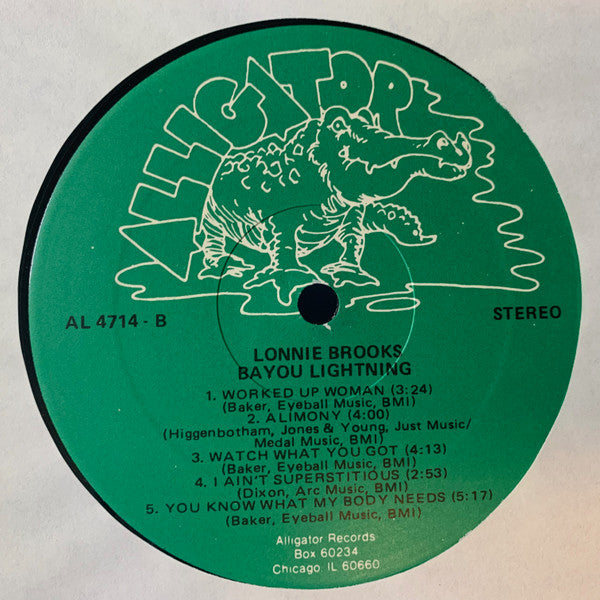 ALLIGATOR
AL 4714 - B
STEREO
LONNIE BROOKS
BAYOU LIGHTNING
1. WORKED UP WOMAN (3:24)
(Baker, Eyeball Music, BMI)
2. ALIMONY (4:00)
(Higgenbotham, Jones & Young, Just Music/
Medal Music, BMI)
3. WATCH WHAT YOU GOT (4:13)
(Baker, Eyeball Music, BMI)
4. I AIN'T SUPERSTITIOUS (2:53)
(Dixon, Arc Music, BMI)
5. YOU KNOW WHAT MY BODY NEEDS (5:17)
(Baker, Eyeball Music, BMI)
Alligator Records
Box 60234
Chicago, IL 60660